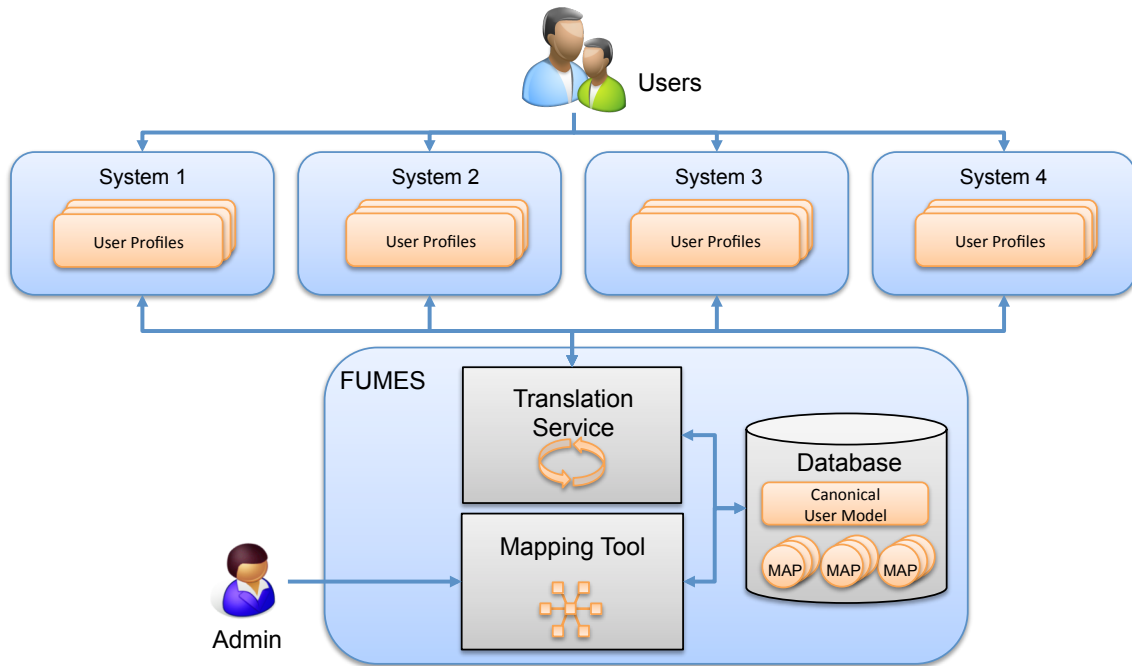 Users
System 1
System 2
System 3
System 4
User Profiles
User Profiles
User Profiles
User Profiles
FUMES
Translation
Service
Database
Canonical
User Model
Mapping Tool
MAP
MAP
MAP
Admin